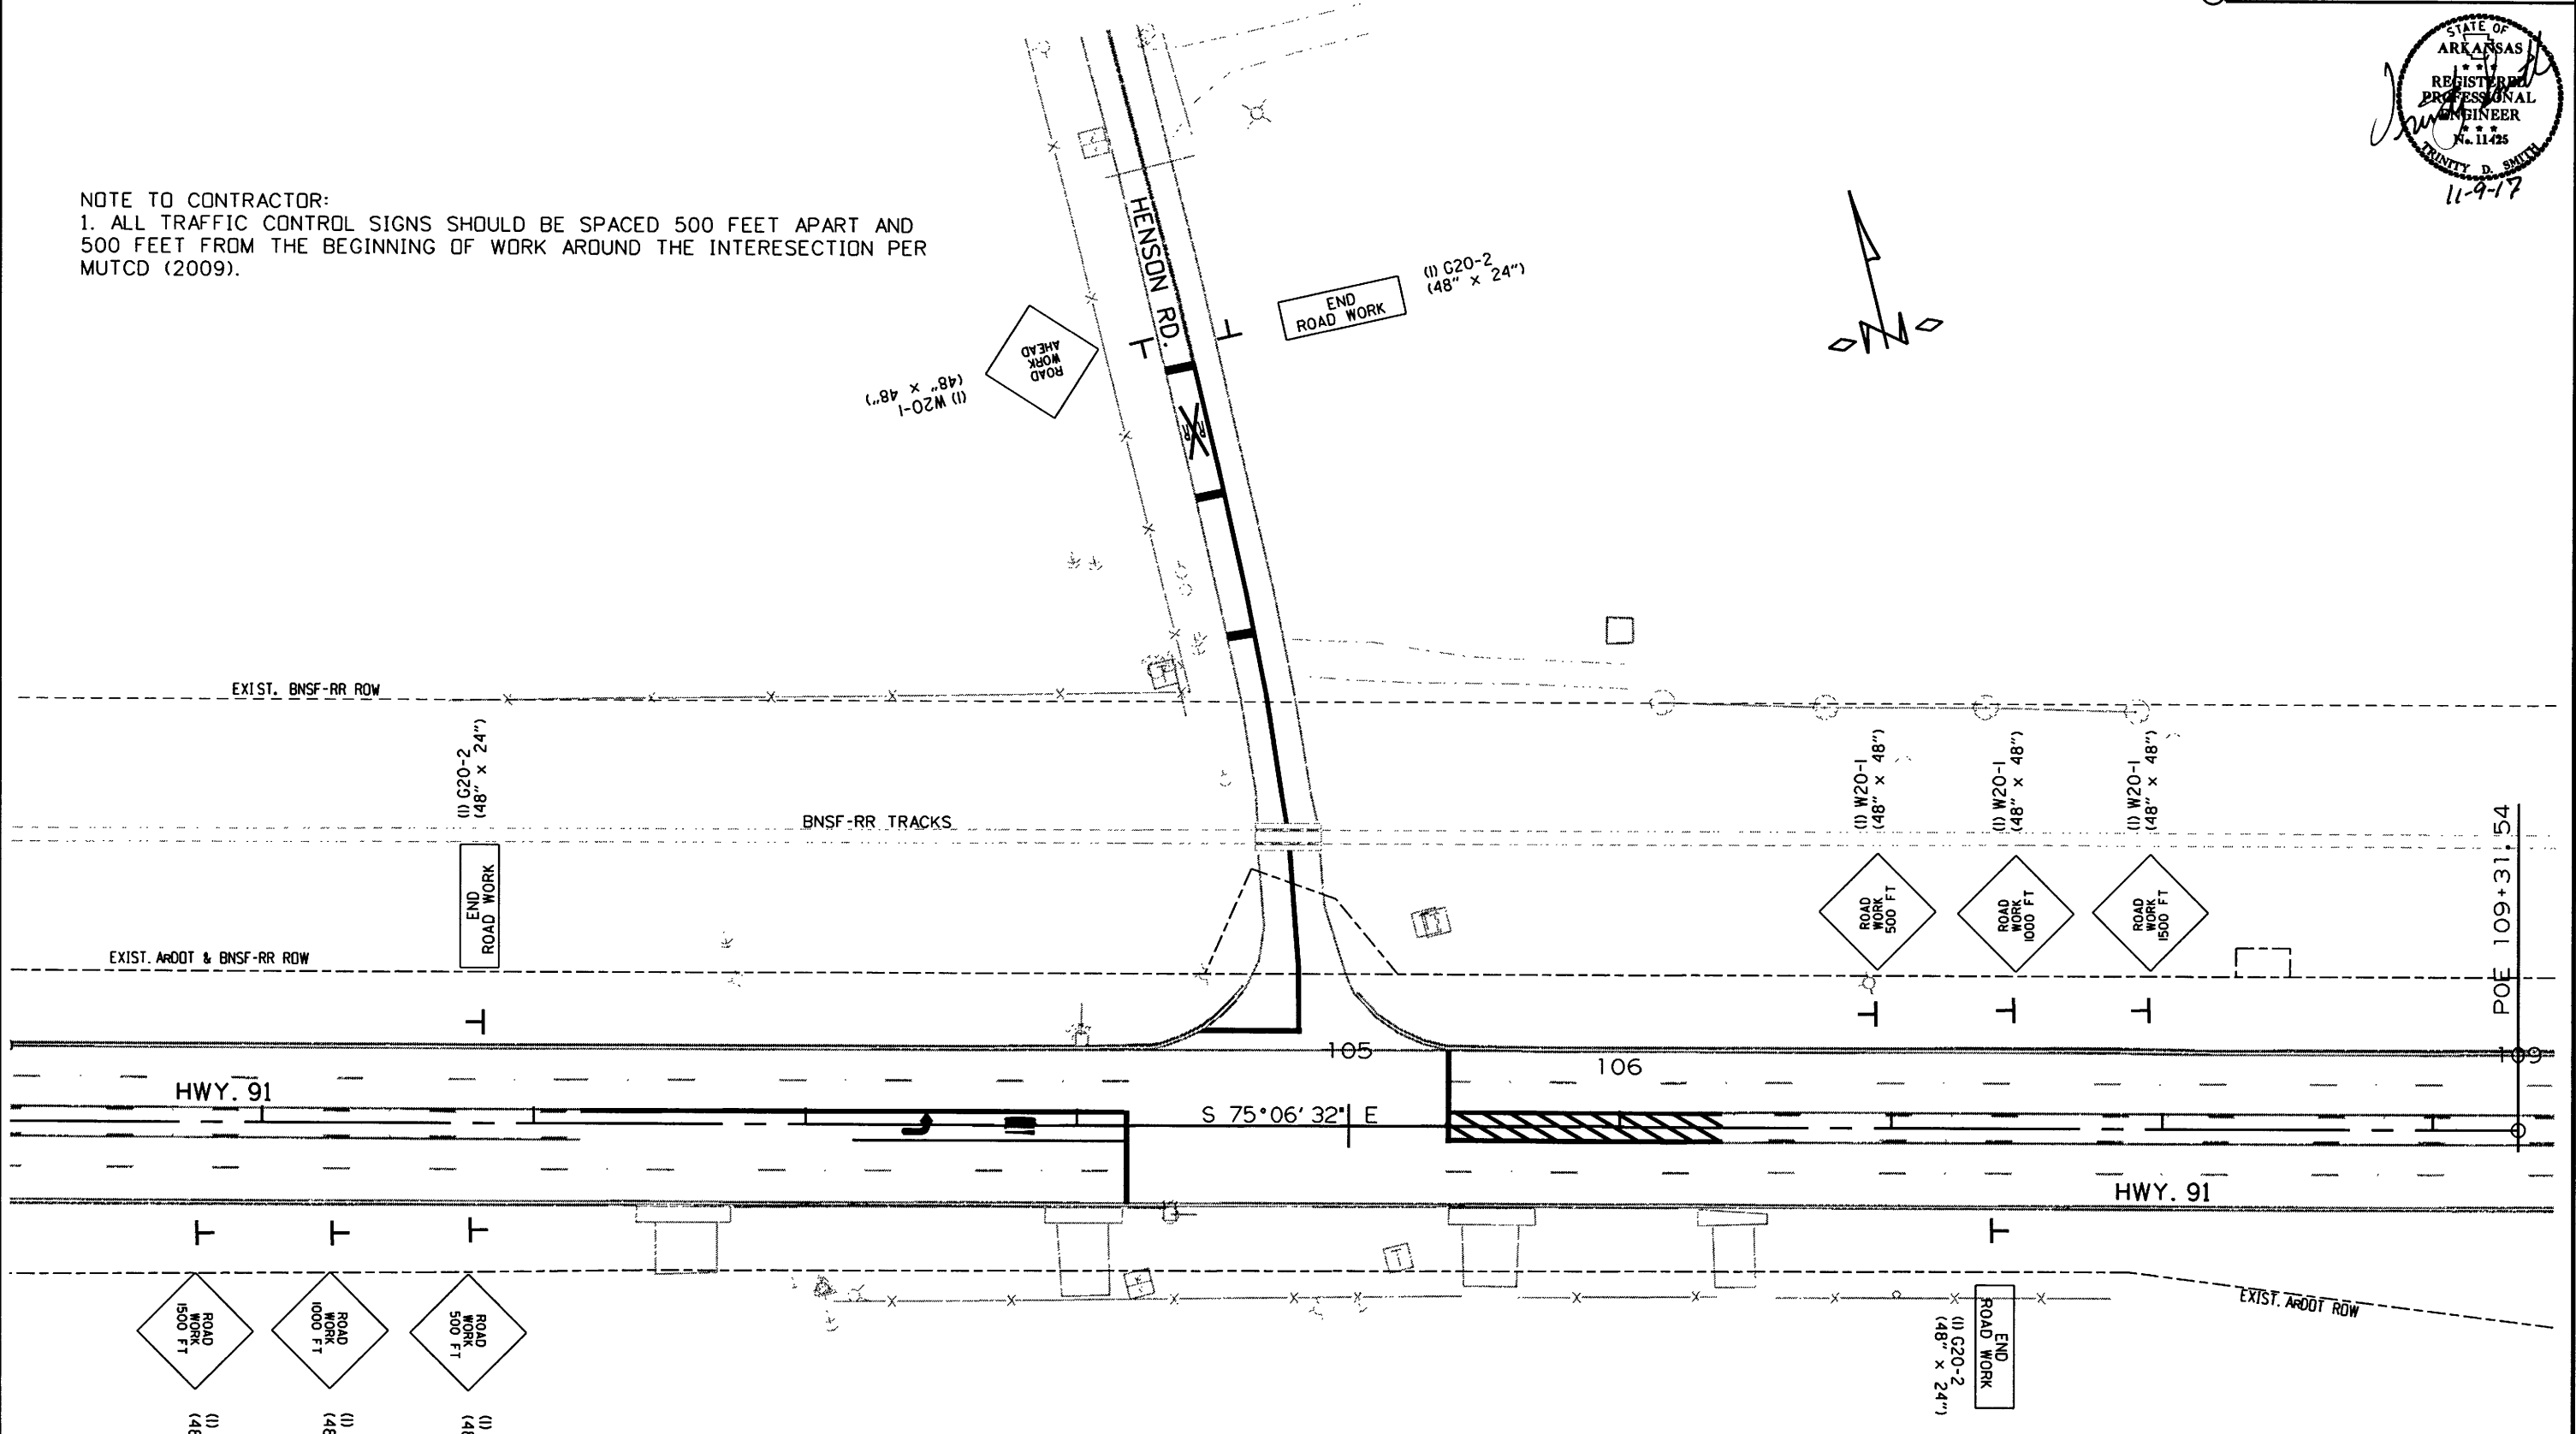 STATE OF
ARKANSAS
REGISTERED
PROFESSIONAL
ENGINEER
No. 11425
TRINITY D. SMITH
11-9-17
NOTE TO CONTRACTOR:
1. ALL TRAFFIC CONTROL SIGNS SHOULD BE SPACED 500 FEET APART AND
500 FEET FROM THE BEGINNING OF WORK AROUND THE INTERESECTION PER
MUTCD (2009).
HENSON RD.
(1) G20-2
(48" X 24")
END
ROAD WORK
ROAD
WORK
AHEAD
(1) W20-1
(48" X 48")
N
RR
EXIST. BNSF-RR ROW
(1) G20-2
(48" X 24")
END
ROAD WORK
BNSF-RR TRACKS
(1) W20-1
(48" X 48")
(1) W20-1
(48" X 48")
(1) W20-1
(48" X 48")
ROAD
WORK
500 FT
ROAD
WORK
1000 FT
ROAD
WORK
1500 FT
POE 109+31.54
EXIST. ARDOT & BNSF-RR ROW
105
106
109
HWY. 91
S 75°06'32" E
HWY. 91
ROAD
WORK
1500 FT
ROAD
WORK
1000 FT
ROAD
WORK
500 FT
(1)
(48
(1)
(48
(1)
(48
END
ROAD WORK
(1) G20-2
(48" X 24")
EXIST. ARDOT ROW